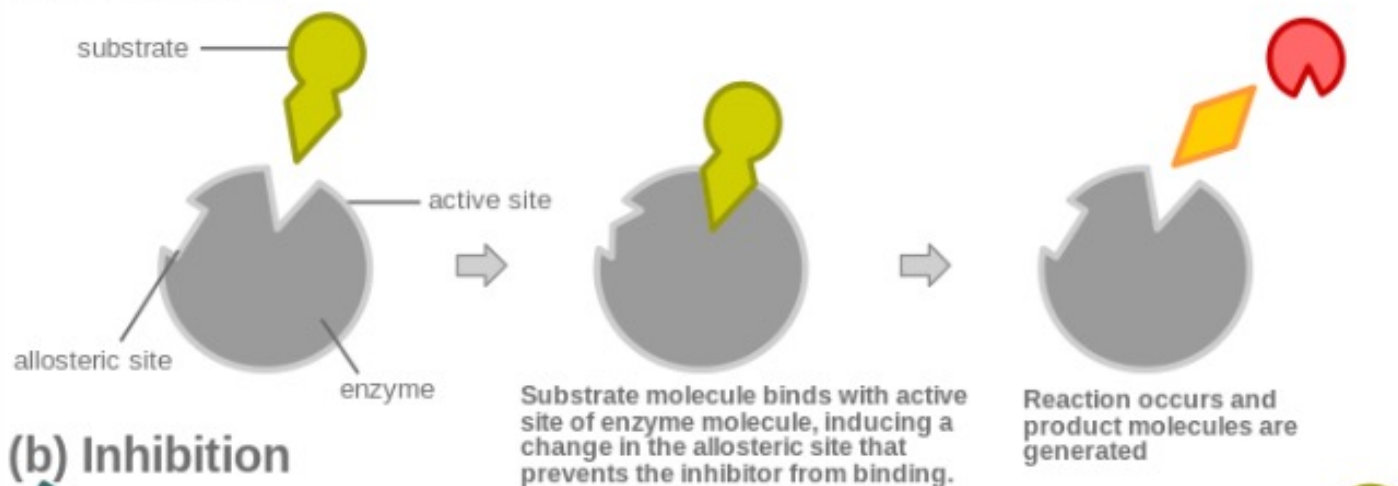 substrate
active site
allosteric site
enzyme
Substrate molecule binds with active
site of enzyme molecule, inducing a
change in the allosteric site that
prevents the inhibitor from binding.
Reaction occurs and
product molecules are
generated
(b) Inhibition